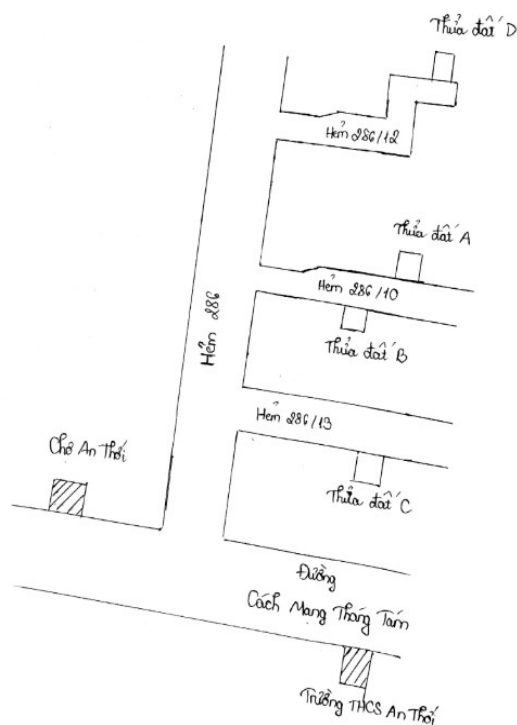 Thửa đất D
Hẻm 286/12
Thửa đất A
Hẻm 286/10
Hẻm 286
Thửa đất B
Hẻm 286/13
Chợ An Thới
Thửa đất C
Đường
Cách Mạng Tháng Tám
Trường THCS An Thới